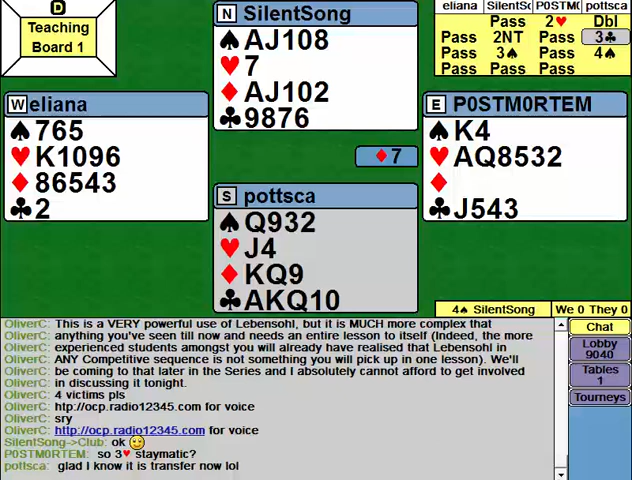 D
Teaching
Board 1
N SilentSong
♠AJ108
♥7
♦AJ102
♣9876
eliana SilentSo P0STM0R pottsca
Pass 2♥ Dbl
Pass 2NT Pass 3♣
Pass 3♠ Pass 4♠
Pass Pass Pass
W eliana
♠765
♥K1096
♦86543
♣2
♦7
E P0STM0RTEM
♠K4
♥AQ8532
♦
♣J543
S pottsca
♠Q932
♥J4
♦KQ9
♣AKQ10
4♠ SilentSong We 0 They 0
OliverC: This is a VERY powerful use of Lebensohl, but it is MUCH more complex that
OliverC: anything you've seen till now and needs an entire lesson to itself (Indeed, the more
OliverC: experienced students amongst you will already have realised that Lebensohl in
OliverC: ANY Competitive sequence is not something you will pick up in one lesson). We'll
OliverC: be coming to that later in the Series and I absolutely cannot afford to get involved
OliverC: in discussing it tonight.
OliverC: 4 victims pls
OliverC: htp://ocp.radio12345.com for voice
OliverC: sry
OliverC: http://ocp.radio12345.com for voice
SilentSong->Club: ok
P0STM0RTEM: so 3♥ staymatic?
pottsca: glad I know it is transfer now lol
Chat
Lobby
9040
Tables
1
Tourneys